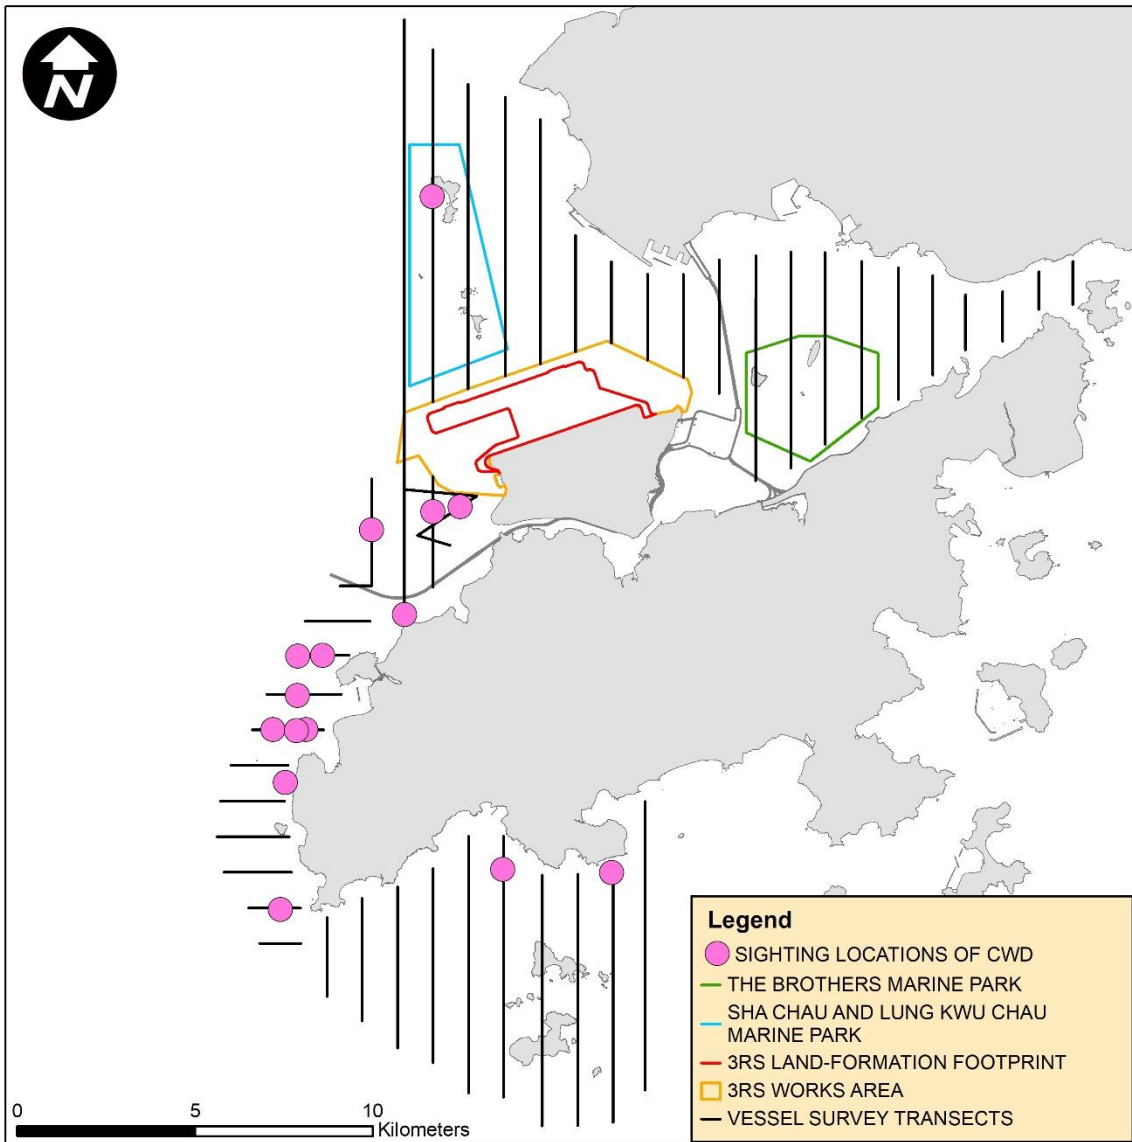 N
Legend
SIGHTING LOCATIONS OF CWD
THE BROTHERS MARINE PARK
SHA CHAU AND LUNG KWU CHAU
MARINE PARK
3RS LAND-FORMATION FOOTPRINT
3RS WORKS AREA
VESSEL SURVEY TRANSECTS
0 5 10
Kilometers